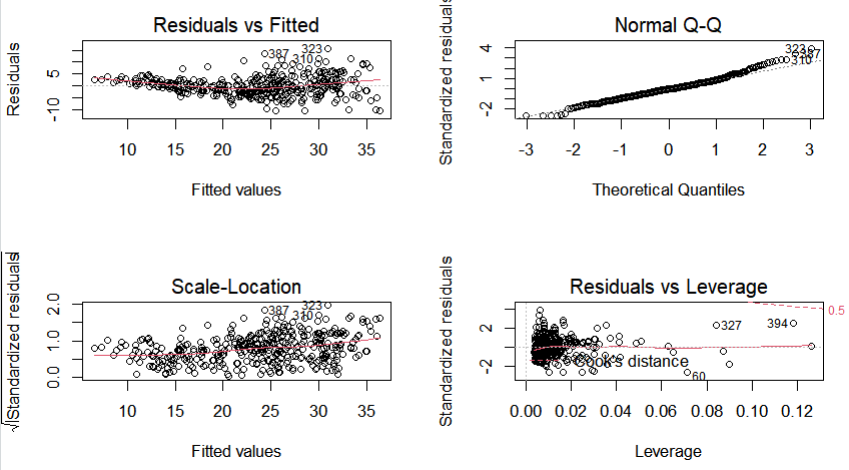 Residuals vs Fitted
Residuals
5
-10
387
323
310
10 15 20 25 30 35
Fitted values
Normal Q-Q
Standardized residuals
4
1
-2
323
387
310
-3 -2 -1 0 1 2 3
Theoretical Quantiles
Scale-Location
√|Standardized residuals|
2.0
1.0
0.0
387
323
310
10 15 20 25 30 35
Fitted values
Residuals vs Leverage
Standardized residuals
2
-2
0.5
327
394
Cook's distance
60
0.00 0.02 0.04 0.06 0.08 0.10 0.12
Leverage